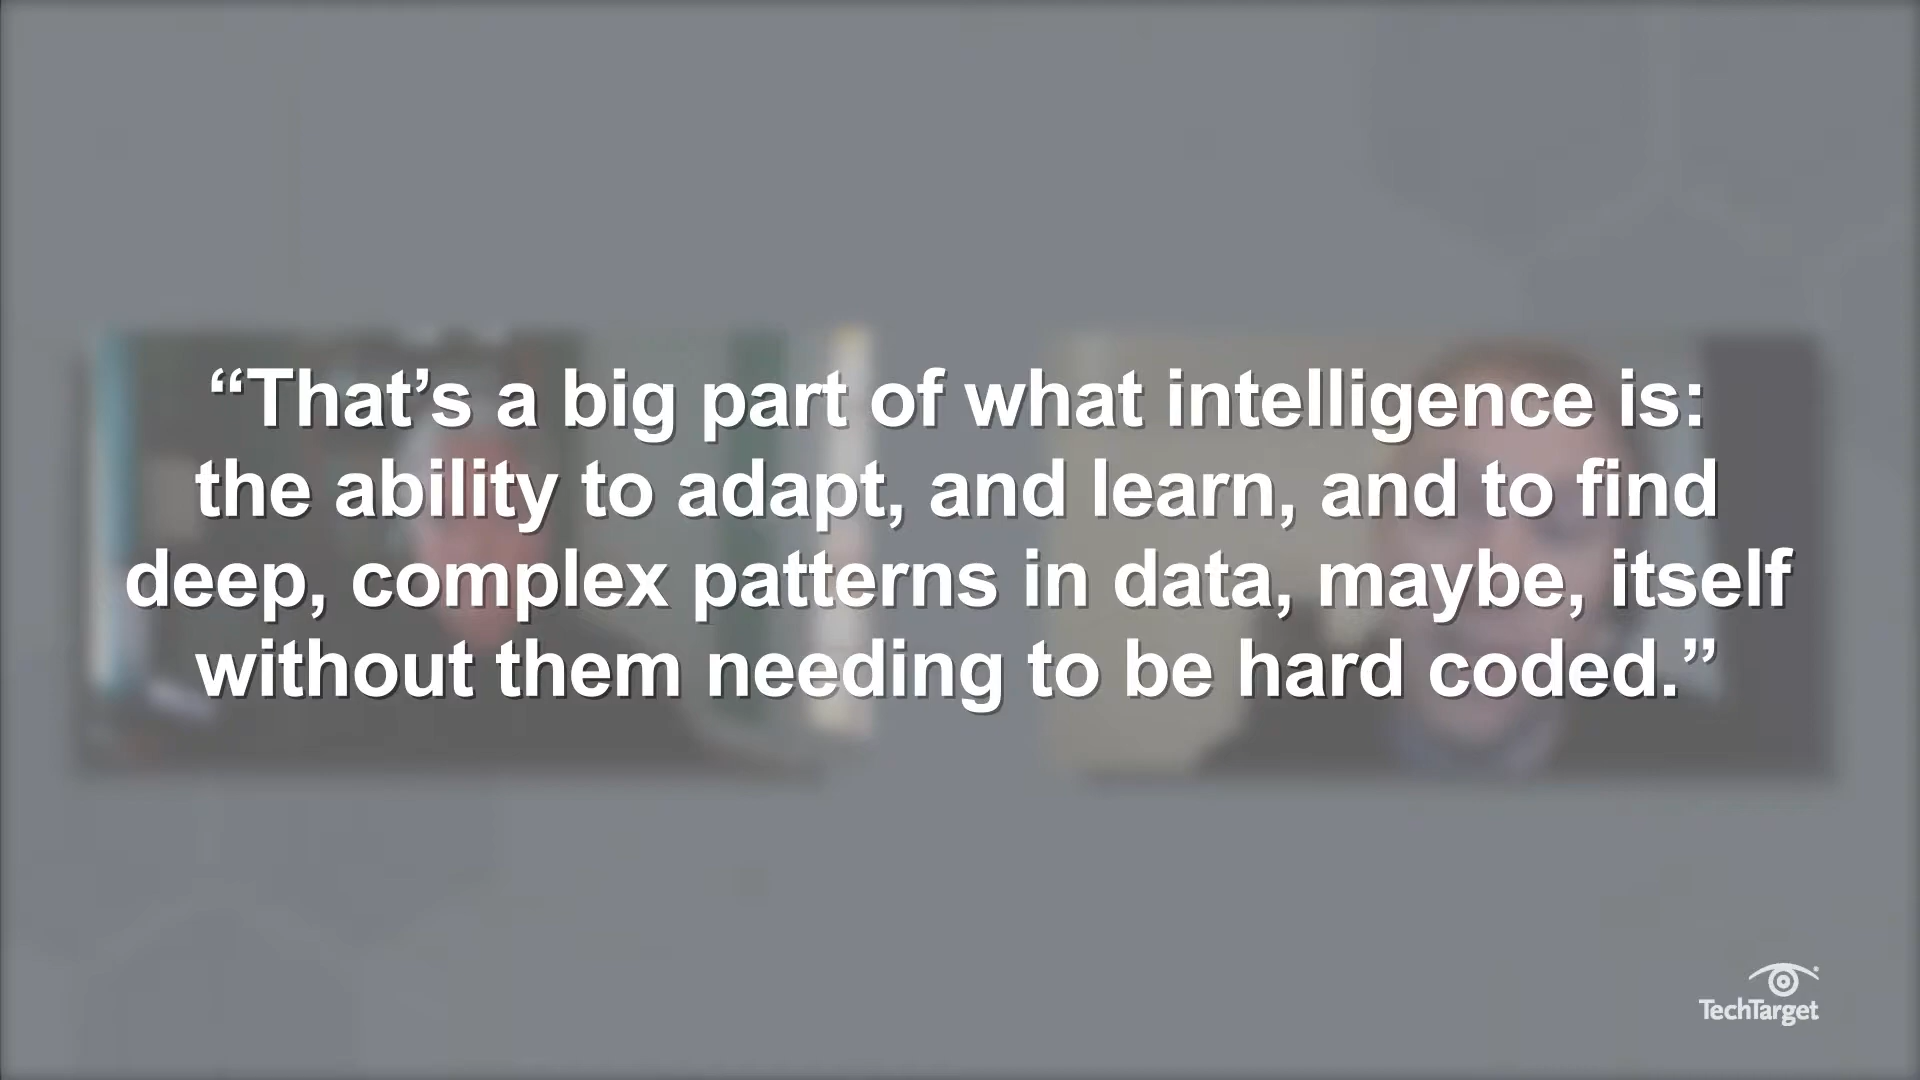 “That’s a big part of what intelligence is:
the ability to adapt, and learn, and to find
deep, complex patterns in data, maybe, itself
without them needing to be hard coded.”
TechTarget